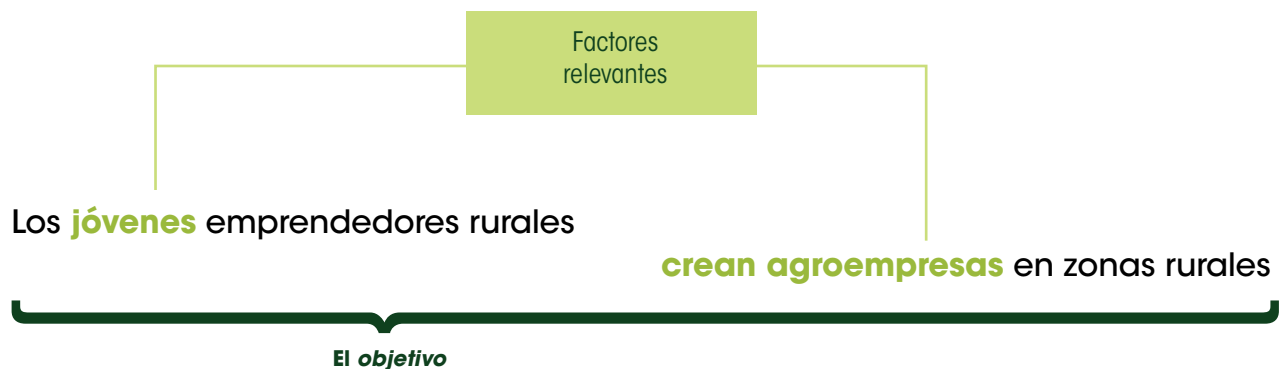 Factores
relevantes
Los jóvenes emprendedores rurales
crean agroempresas en zonas rurales
El objetivo